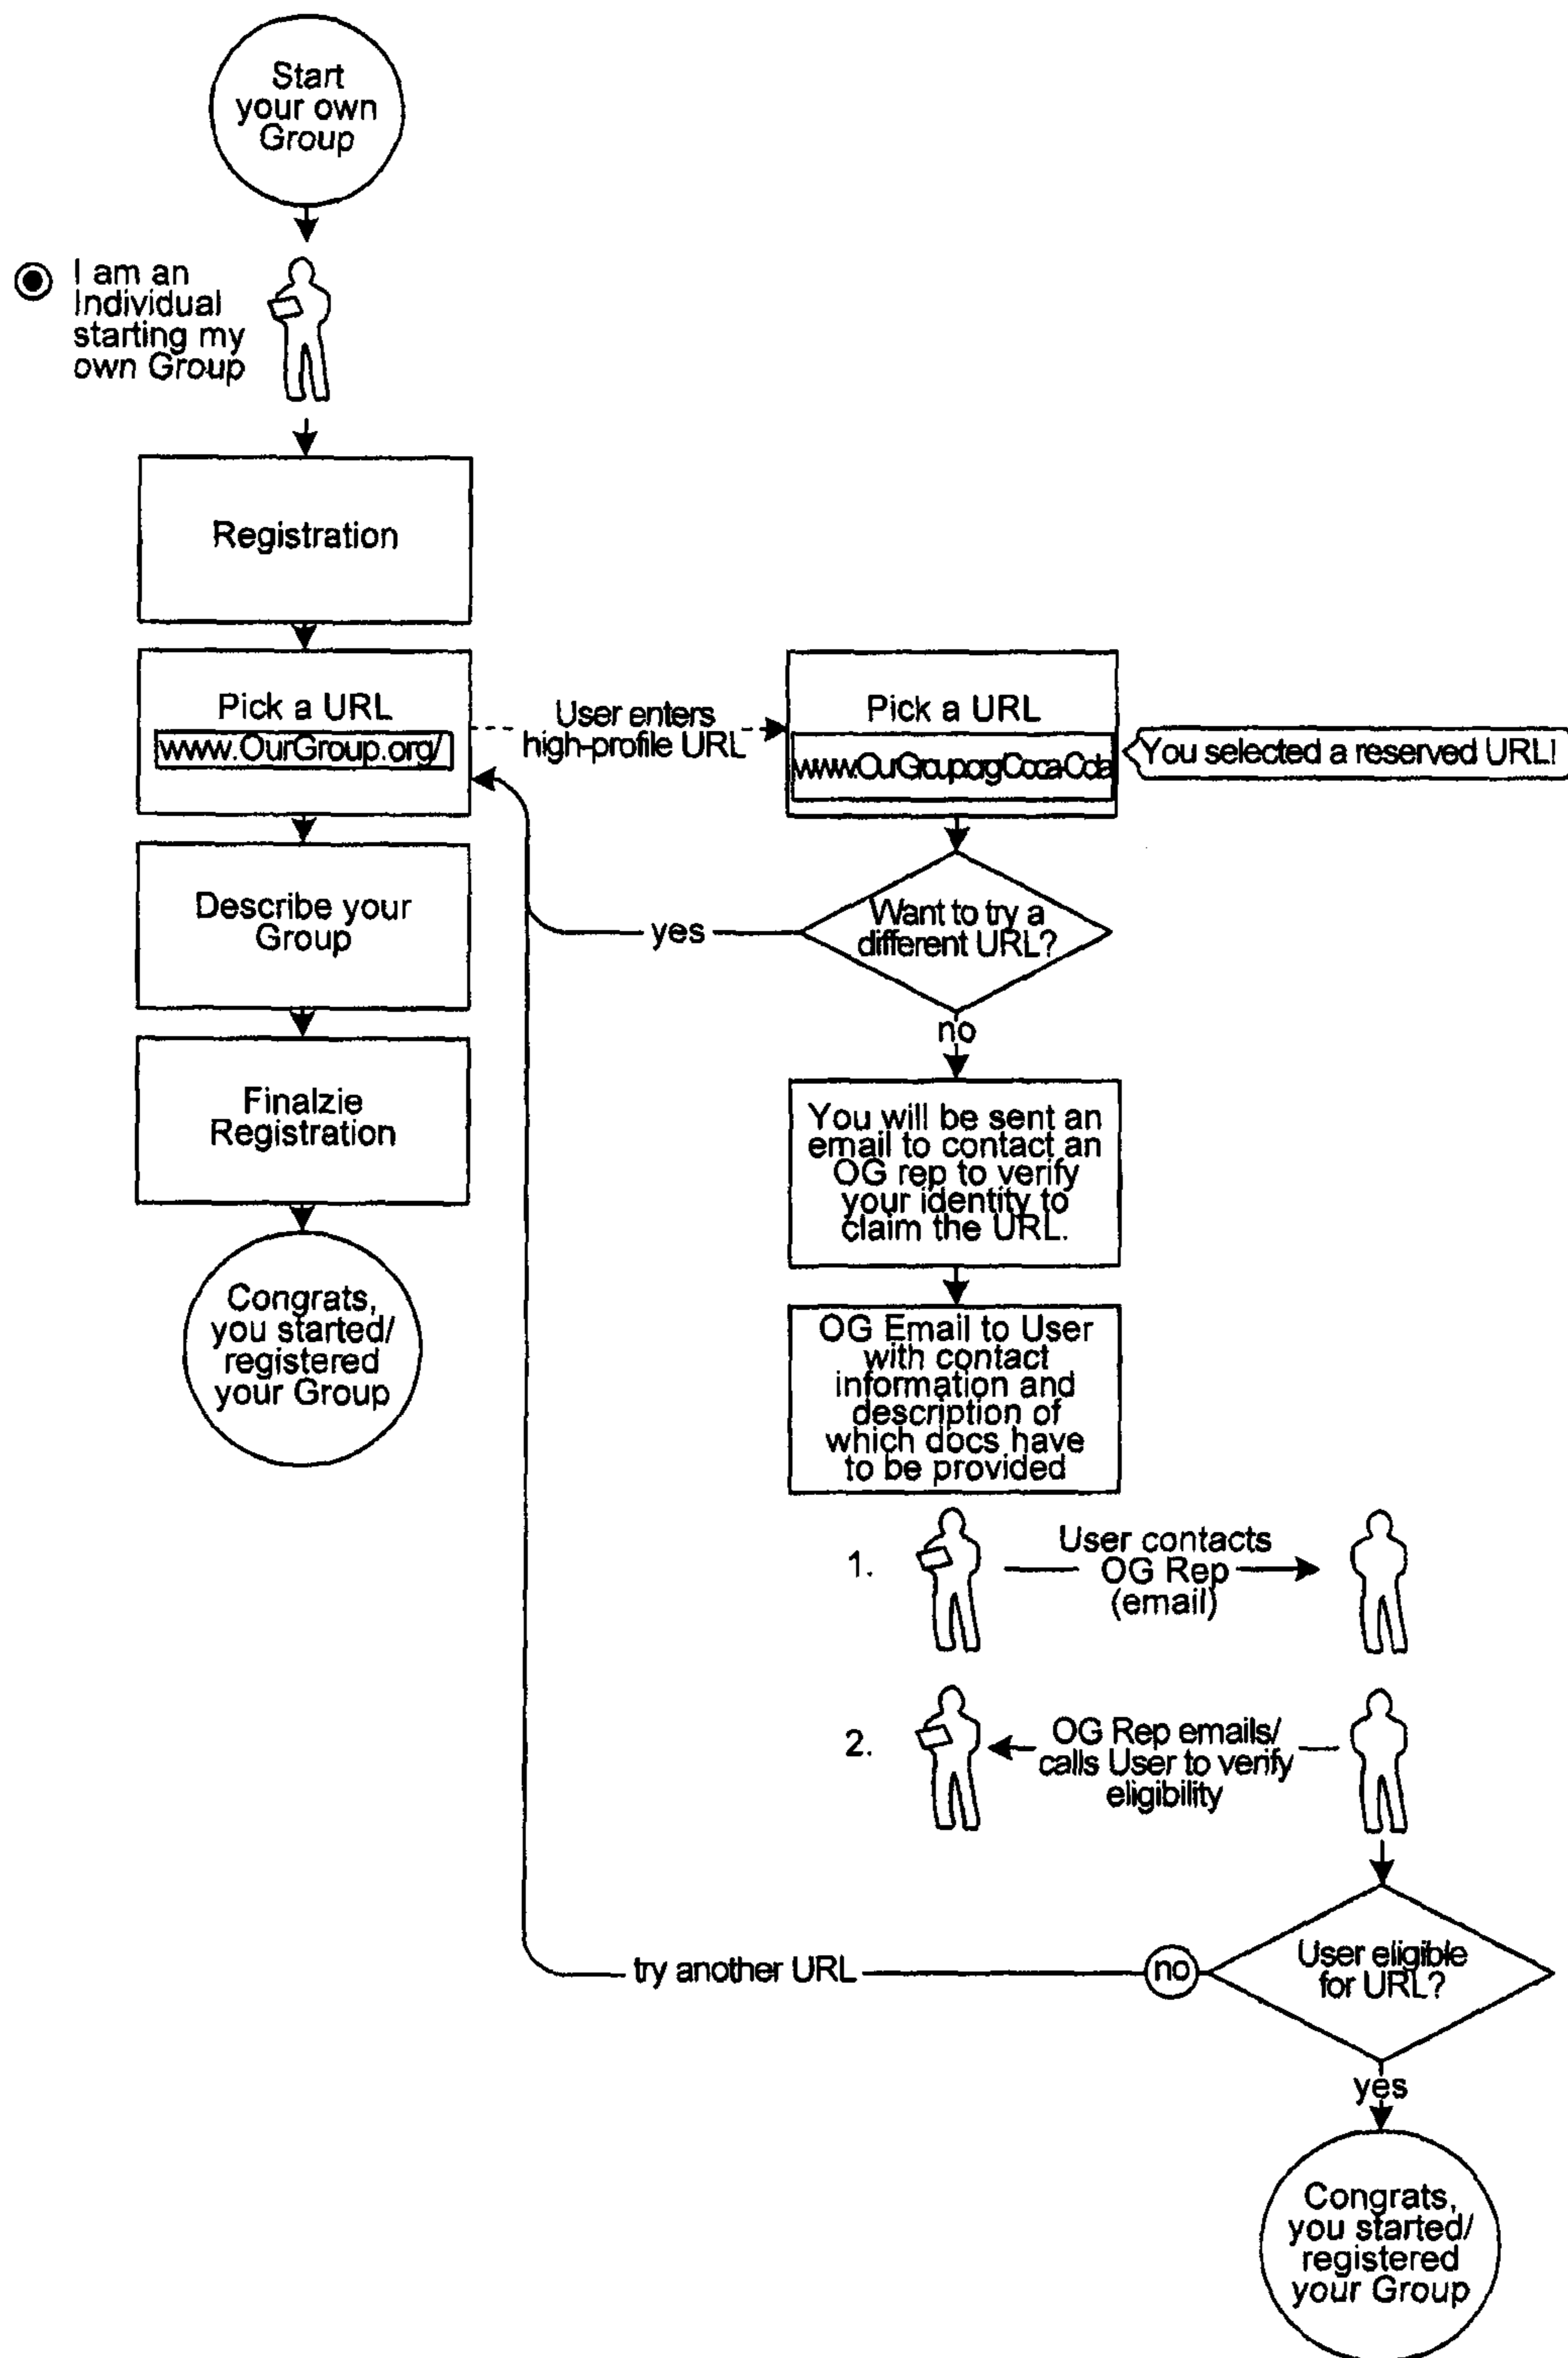 Start
your own
Group
I am an
Individual
starting my
own Group
Registration
Pick a URL
www.OurGroup.org/
User enters
high-profile URL
Pick a URL
www.OurGroup.orgCoca-Cola
You selected a reserved URL!
Describe your
Group
yes
Want to try a
different URL?
no
Finalzie
Registration
You will be sent an
email to contact an
OG rep to verify
your identity to
claim the URL.
Congrats,
you started/
registered
your Group
OG Email to User
with contact
information and
description of
which docs have
to be provided
1.
User contacts
OG Rep
(email)
2.
OG Rep emails/
calls User to verify
eligibility
try another URL
no
User eligible
for URL?
yes
Congrats,
you started/
registered
your Group